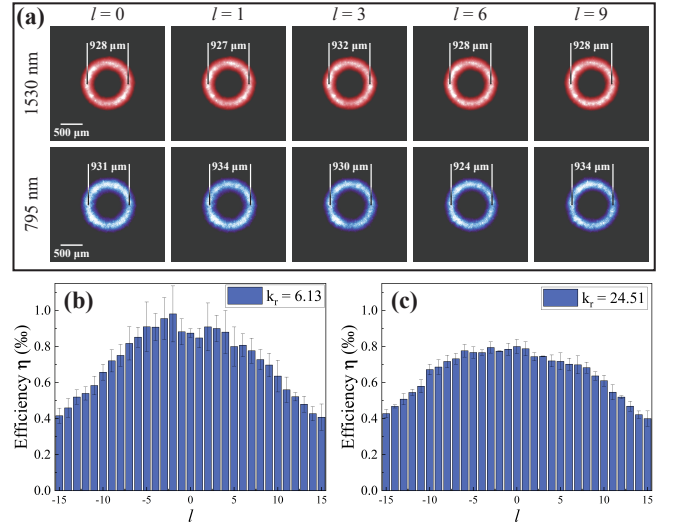 (a) l = 0 l = 1 l = 3 l = 6 l = 9
1530 nm
928 µm 927 µm 932 µm 928 µm 928 µm
500 µm
795 nm
931 µm 934 µm 930 µm 924 µm 934 µm
500 µm
(b)
kr = 6.13
Efficiency η (‰)
1.0
0.8
0.6
0.4
0.2
0.0
-15 -10 -5 0 5 10 15
l
(c)
kr = 24.51
Efficiency η (‰)
1.0
0.8
0.6
0.4
0.2
0.0
-15 -10 -5 0 5 10 15
l